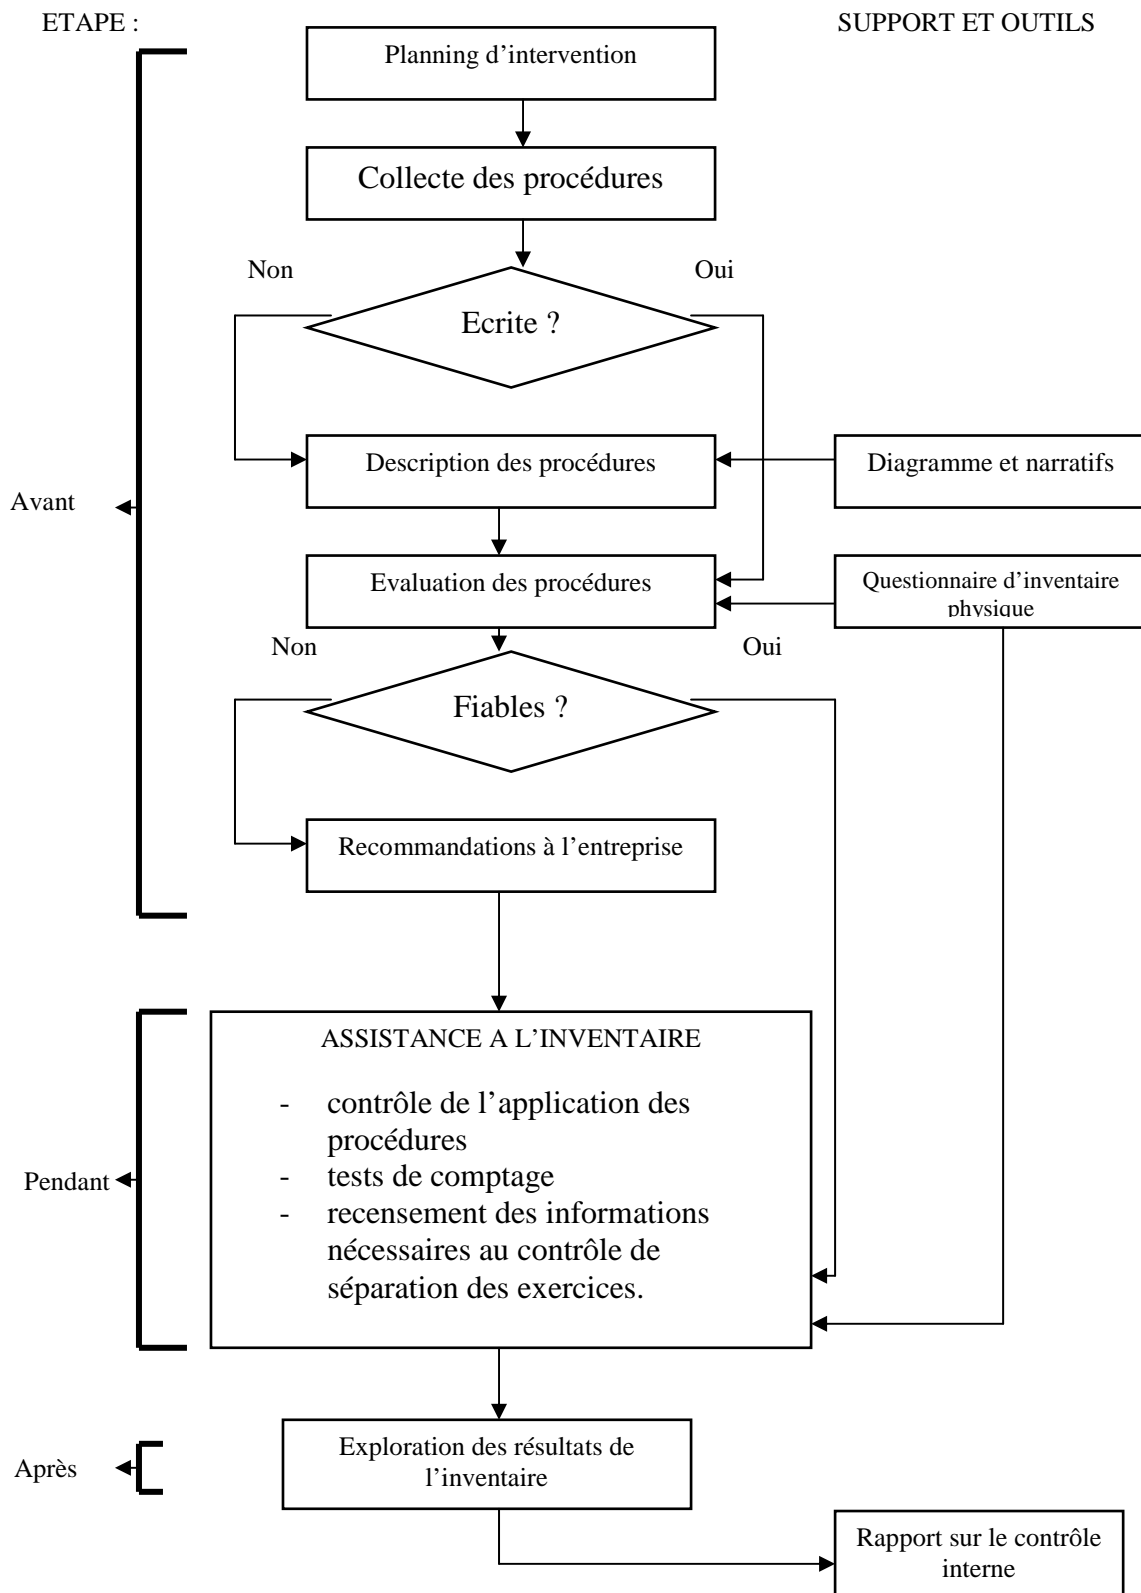 ETAPE :
SUPPORT ET OUTILS
Planning d’intervention
Collecte des procédures
Non
Oui
Ecrite ?
Description des procédures
Diagramme et narratifs
Avant
Evaluation des procédures
Questionnaire d’inventaire
physique
Non
Oui
Fiables ?
Recommandations à l’entreprise
ASSISTANCE A L’INVENTAIRE
- contrôle de l’application des
procédures
- tests de comptage
- recensement des informations
nécessaires au contrôle de
séparation des exercices.
Pendant
Exploration des résultats de
l’inventaire
Après
Rapport sur le contrôle
interne